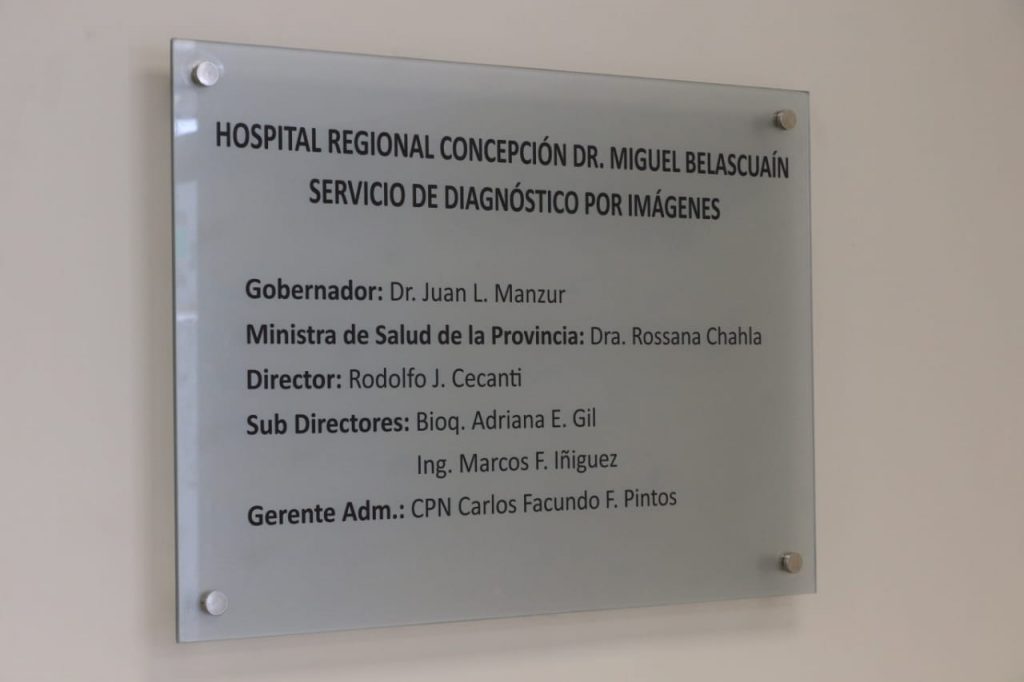 HOSPITAL REGIONAL CONCEPCIÓN DR. MIGUEL BELASCUAÍN
SERVICIO DE DIAGNÓSTICO POR IMÁGENES
Gobernador: Dr. Juan L. Manzur
Ministra de Salud de la Provincia: Dra. Rossana Chahla
Director: Rodolfo J. Cecanti
Sub Directores: Bioq. Adriana E. Gil
Ing. Marcos F. Iñiguez
Gerente Adm.: CPN Carlos Facundo F. Pintos